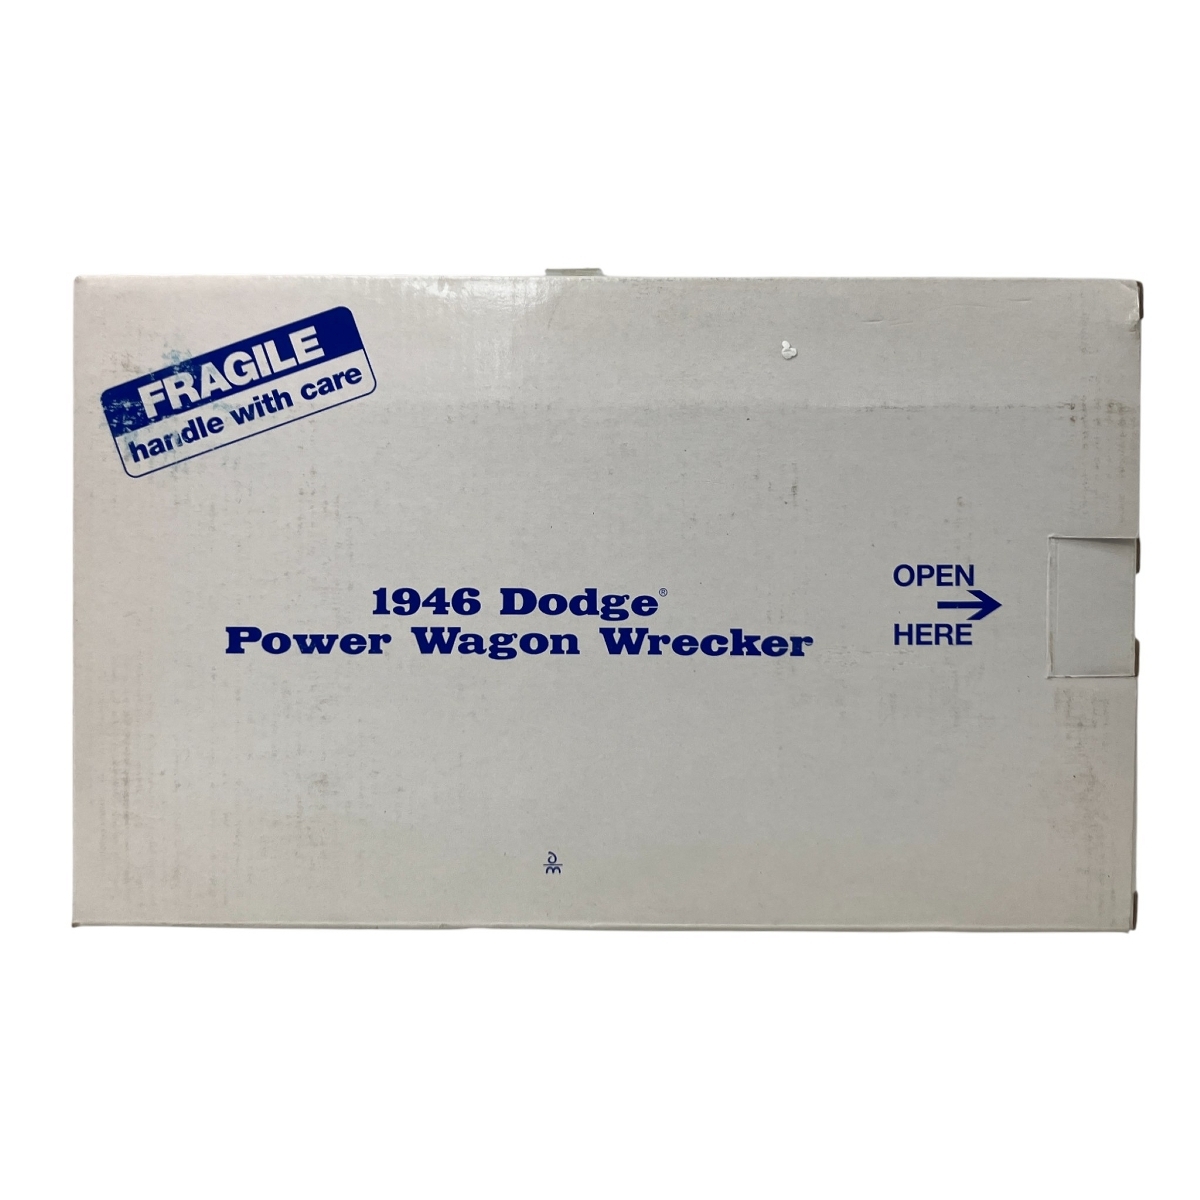 FRAGILE
handle with care
1946 Dodge®
Power Wagon Wrecker
OPEN
HERE